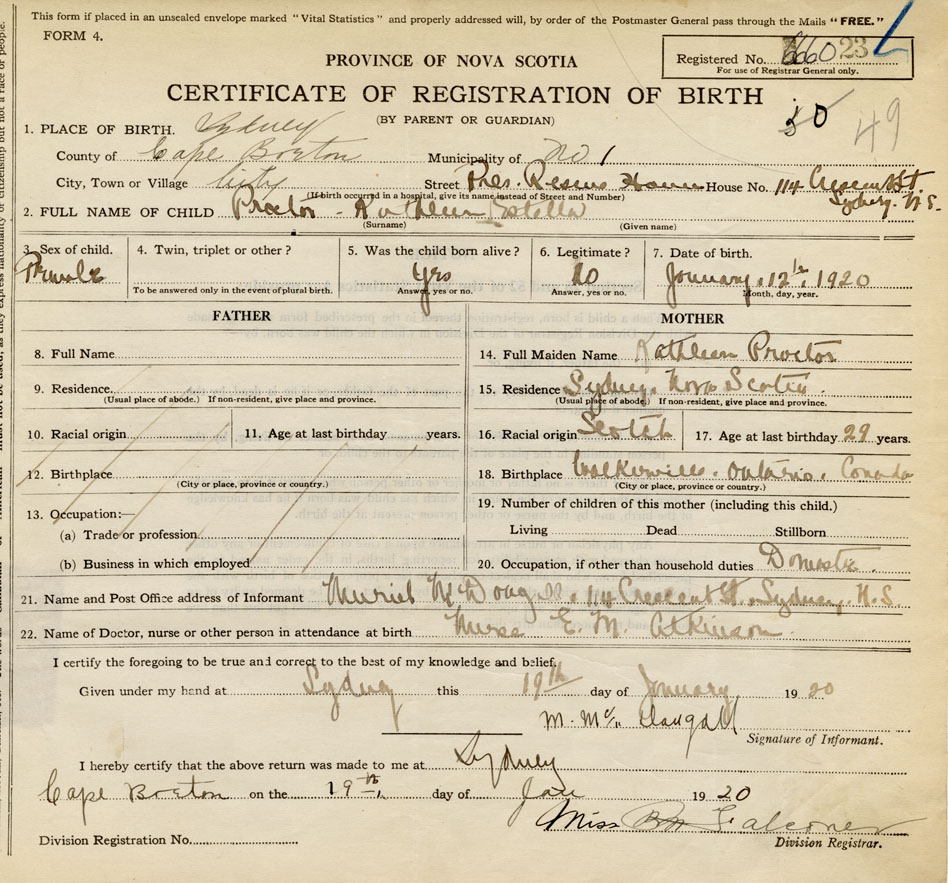 This form if placed in an unsealed envelope marked "Vital Statistics" and properly addressed will, by order of the Postmaster General pass through the Mails "FREE."
FORM 4.
Registered No. 6660 23
For use of Registrar General only.
PROVINCE OF NOVA SCOTIA
CERTIFICATE OF REGISTRATION OF BIRTH
(BY PARENT OR GUARDIAN)
49
1. PLACE OF BIRTH. Sydney
County of Cape Breton Municipality of No 1
City, Town or Village City Street Pres. Rescue Home House No. 114 Crescent St. Sydney. N.S.
(If birth occurred in a hospital, give its name instead of Street and Number)
2. FULL NAME OF CHILD Proctor - Kathleen Estella
(Surname) (Given name)
3. Sex of child. 4. Twin, triplet or other? 5. Was the child born alive? 6. Legitimate? 7. Date of birth.
Female Yes No January, 12th, 1920
To be answered only in the event of plural birth. Answer, yes or no. Answer, yes or no. Month, day, year.
FATHER MOTHER
8. Full Name 14. Full Maiden Name Kathleen Proctor
9. Residence. 15. Residence Sydney, Nova Scotia.
(Usual place of abode.) If non-resident, give place and province. (Usual place of abode.) If non-resident, give place and province.
10. Racial origin 11. Age at last birthday years. 16. Racial origin Scotch 17. Age at last birthday 29 years.
12. Birthplace 18. Birthplace Walkerville. Ontario. Canada
(City or place, province or country.) (City or place, province or country.)
13. Occupation:— 19. Number of children of this mother (including this child.)
(a) Trade or profession Living Dead Stillborn
(b) Business in which employed 20. Occupation, if other than household duties Domestic.
21. Name and Post Office address of Informant Muriel McDougall, 114 Crescent St., Sydney, N.S.
22. Name of Doctor, nurse or other person in attendance at birth Nurse E. M. Atkinson.
I certify the foregoing to be true and correct to the best of my knowledge and belief.
Given under my hand at Sydney this 19th day of January, 1920
M. Mc Dougall
Signature of Informant.
I hereby certify that the above return was made to me at Sydney
Cape Breton on the 19th, day of Jan 1920
Miss Falconer
Division Registration No. Division Registrar.